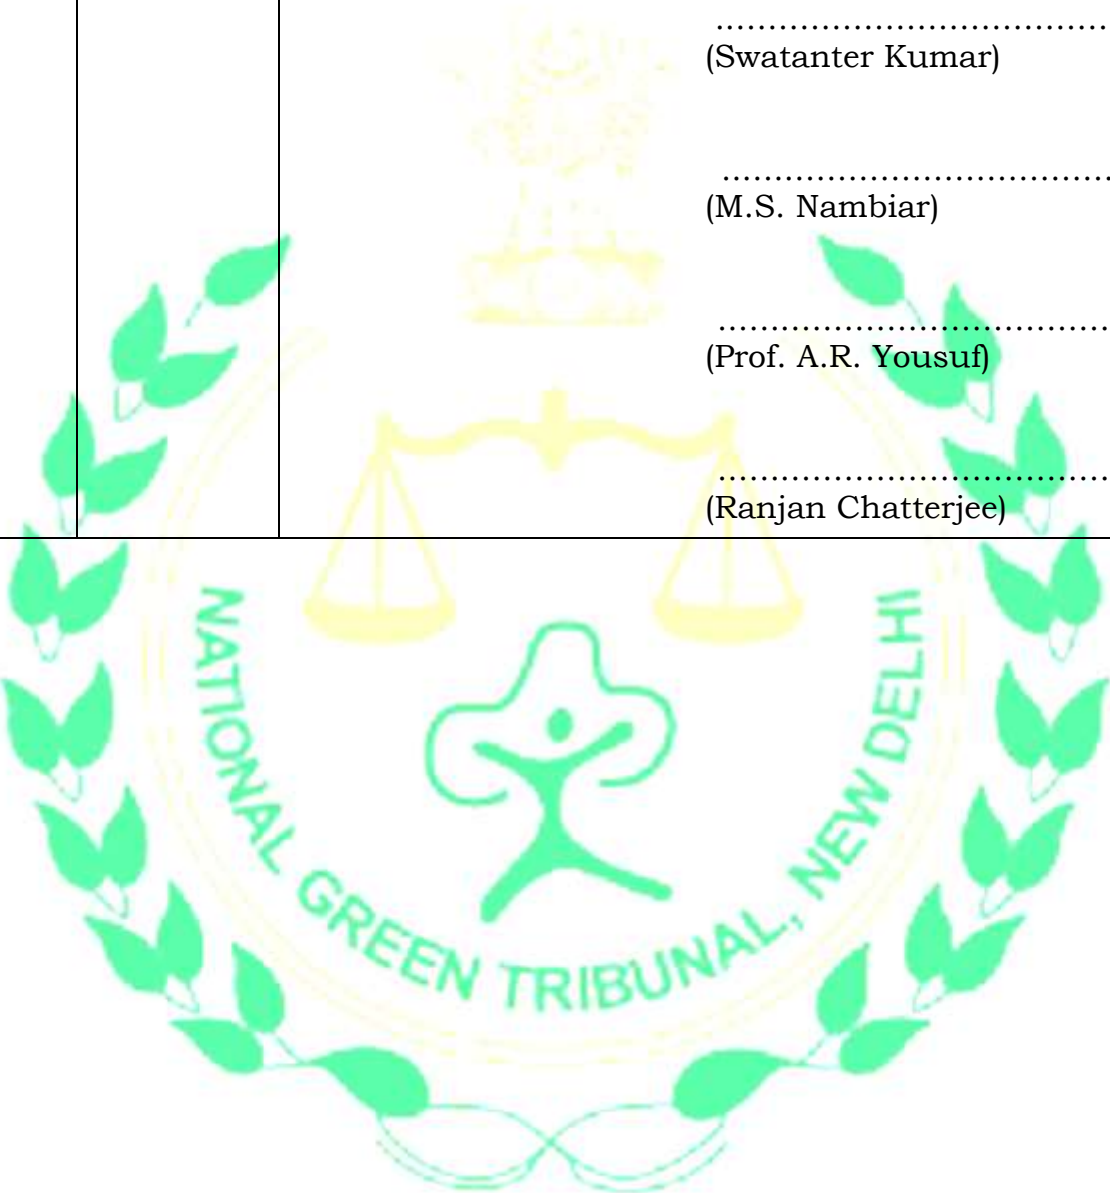 ………………………………
(Swatanter Kumar)
………………………………
(M.S. Nambiar)
………………………………
(Prof. A.R. Yousuf)
………………………………
(Ranjan Chatterjee)
NATIONAL GREEN TRIBUNAL, NEW DELHI